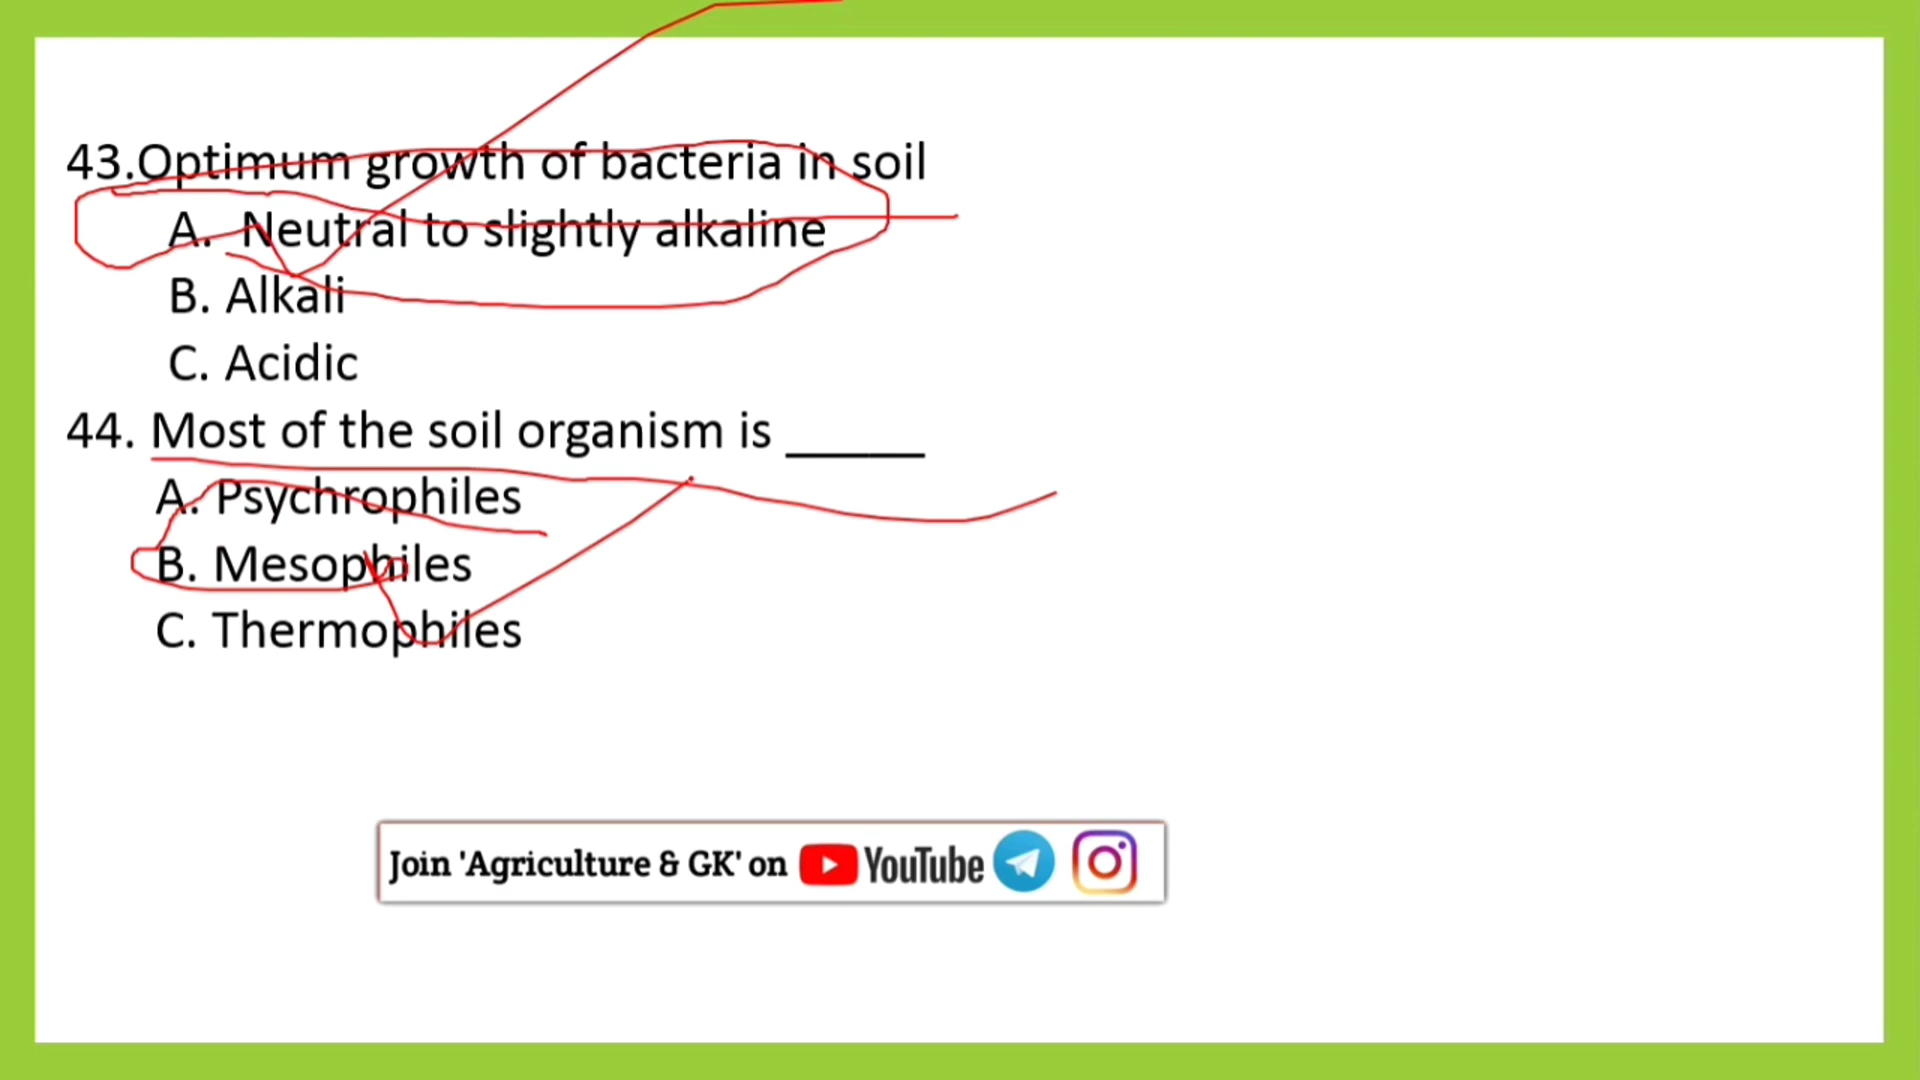 43.Optimum growth of bacteria in soil
A. Neutral to slightly alkaline
B. Alkali
C. Acidic
44. Most of the soil organism is ______
A. Psychrophiles
B. Mesophiles
C. Thermophiles
Join 'Agriculture & GK' on YouTube